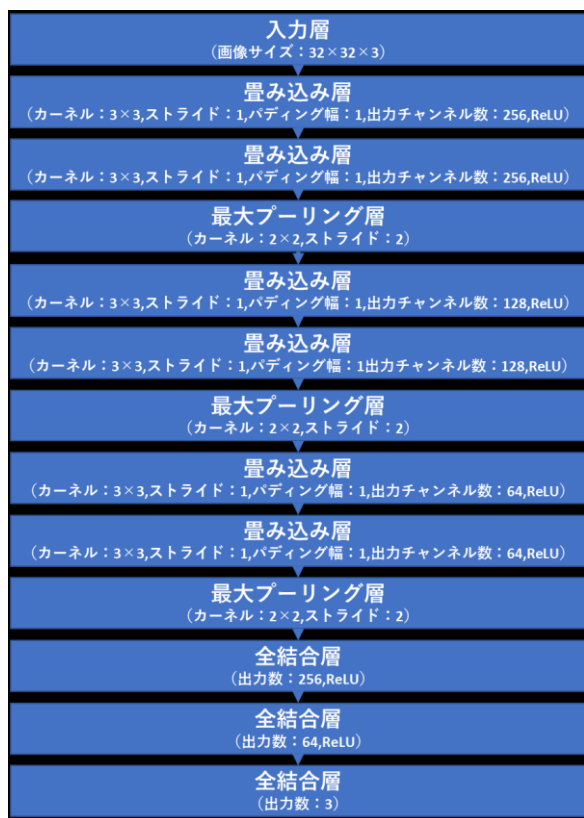 入力層
(画像サイズ：32×32×3)
畳み込み層
(カーネル：3×3,ストライド：1,パディング幅：1,出力チャンネル数：256,ReLU)
畳み込み層
(カーネル：3×3,ストライド：1,パディング幅：1,出力チャンネル数：256,ReLU)
最大プーリング層
(カーネル：2×2,ストライド：2)
畳み込み層
(カーネル：3×3,ストライド：1,パディング幅：1,出力チャンネル数：128,ReLU)
畳み込み層
(カーネル：3×3,ストライド：1,パディング幅：1出力チャンネル数：128,ReLU)
最大プーリング層
(カーネル：2×2,ストライド：2)
畳み込み層
(カーネル：3×3,ストライド：1,パディング幅：1,出力チャンネル数：64,ReLU)
畳み込み層
(カーネル：3×3,ストライド：1,パディング幅：1,出力チャンネル数：64,ReLU)
最大プーリング層
(カーネル：2×2,ストライド：2)
全結合層
(出力数：256,ReLU)
全結合層
(出力数：64,ReLU)
全結合層
(出力数：3)